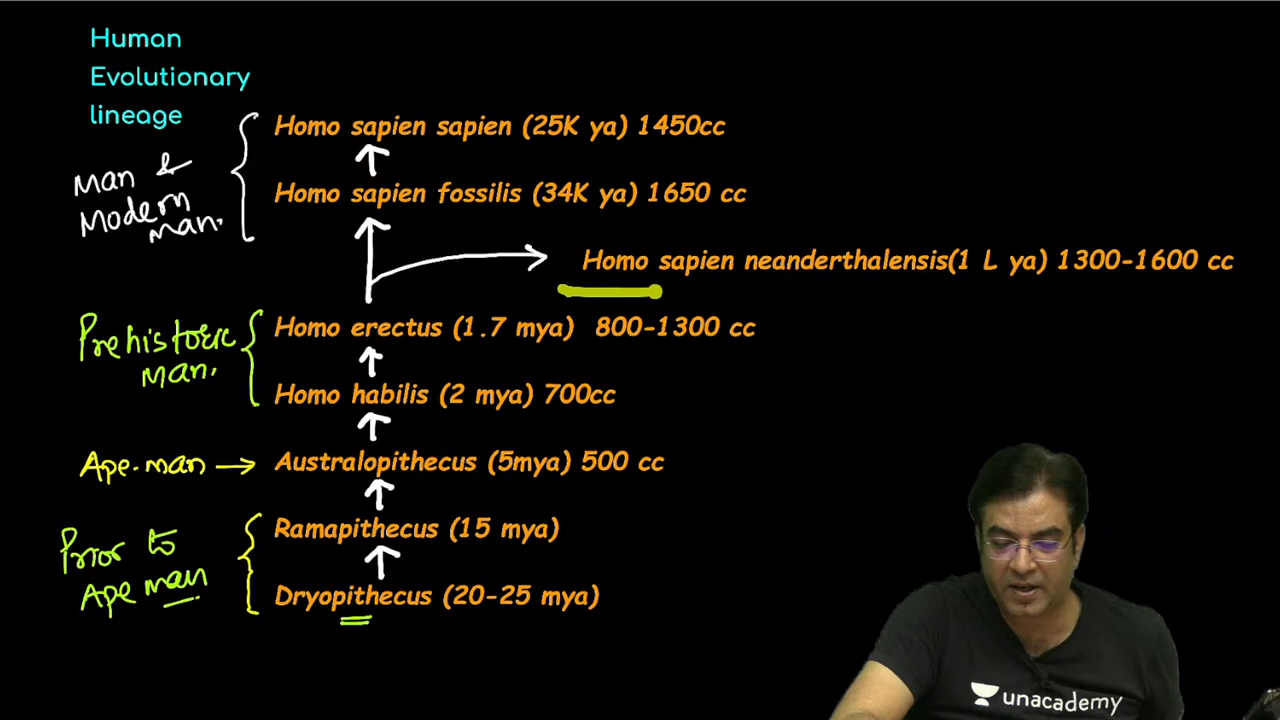 Human
Evolutionary
lineage
Homo sapien sapien (25K ya) 1450cc
Man &
Modern
man.
Homo sapien fossilis (34K ya) 1650 cc
Homo sapien neanderthalensis(1 L ya) 1300-1600 cc
Prehistoric
man.
Homo erectus (1.7 mya) 800-1300 cc
Homo habilis (2 mya) 700cc
Ape.man → Australopithecus (5mya) 500 cc
Prior to
Ape man
Ramapithecus (15 mya)
Dryopithecus (20-25 mya)
unacademy